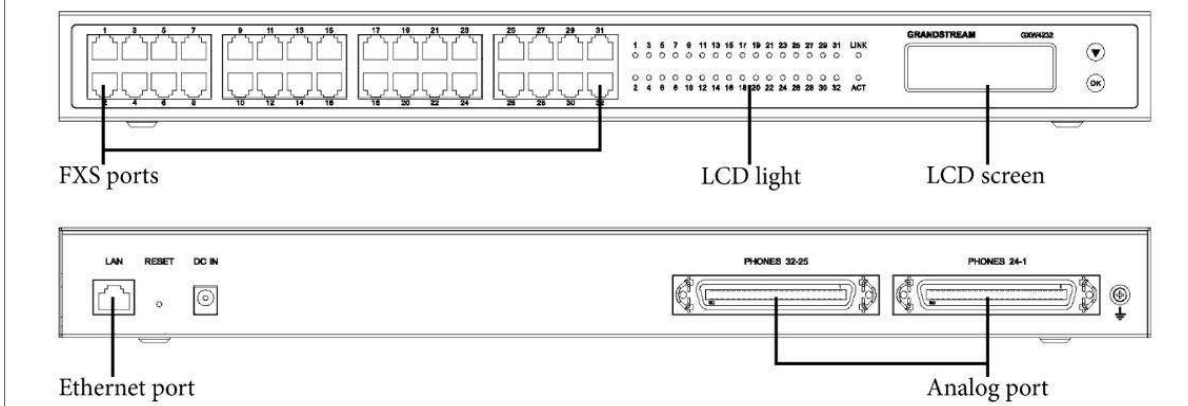 1 3 5 7 9 11 13 15 17 19 21 23 25 27 29 31
2 4 6 8 10 12 14 16 18 20 22 24 26 28 30 32
1 3 5 7 9 11 13 15 17 19 21 23 25 27 29 31 LINK
2 4 6 8 10 12 14 16 18 20 22 24 26 28 30 32 ACT
GRANDSTREAM GXW4232
OK
FXS ports
LCD light
LCD screen
LAN RESET DC IN
PHONES 32-25
PHONES 24-1
Ethernet port
Analog port